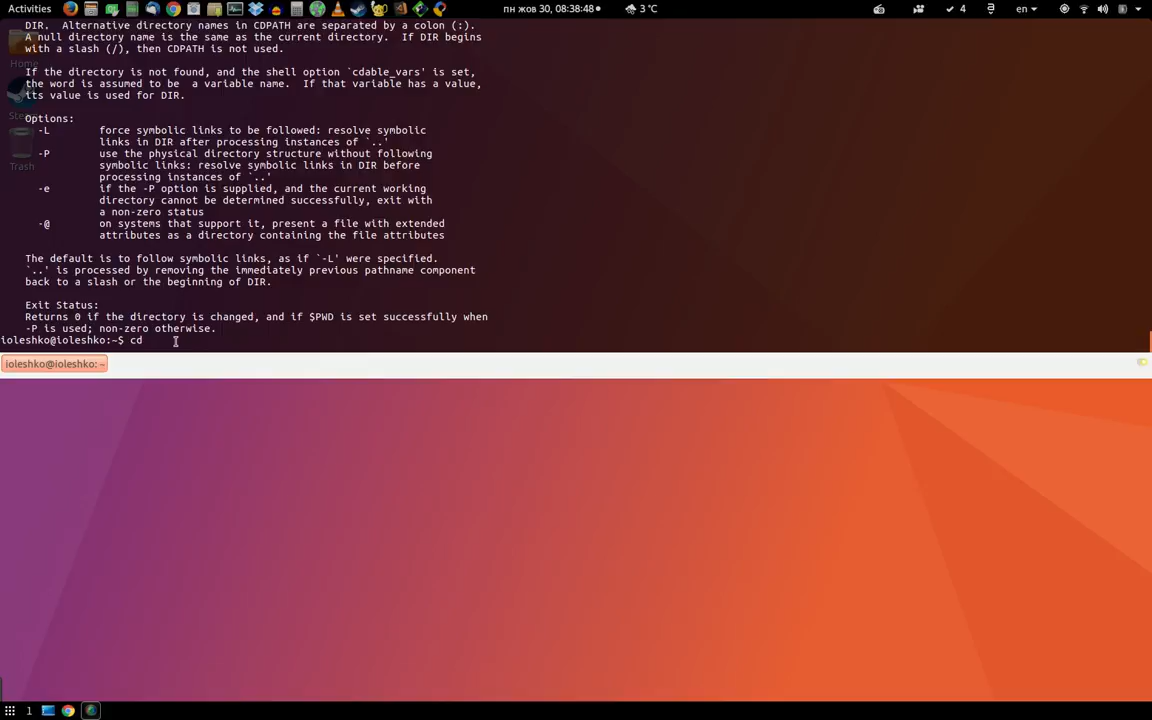 Activities
пн жов 30, 08:38:48
3 °C
4
en
DIR. Alternative directory names in CDPATH are separated by a colon (:).
A null directory name is the same as the current directory. If DIR begins
with a slash (/), then CDPATH is not used.
Home
If the directory is not found, and the shell option `cdable_vars' is set,
the word is assumed to be a variable name. If that variable has a value,
its value is used for DIR.
Options:
-L force symbolic links to be followed: resolve symbolic
links in DIR after processing instances of `..'
-P use the physical directory structure without following
symbolic links: resolve symbolic links in DIR before
Trash
processing instances of `..'
-e if the -P option is supplied, and the current working
directory cannot be determined successfully, exit with
a non-zero status
-@ on systems that support it, present a file with extended
attributes as a directory containing the file attributes
The default is to follow symbolic links, as if `-L' were specified.
`..' is processed by removing the immediately previous pathname component
back to a slash or the beginning of DIR.
Exit Status:
Returns 0 if the directory is changed, and if $PWD is set successfully when
-P is used; non-zero otherwise.
ioleshko@ioleshko:~$ cd
ioleshko@ioleshko: ~
1